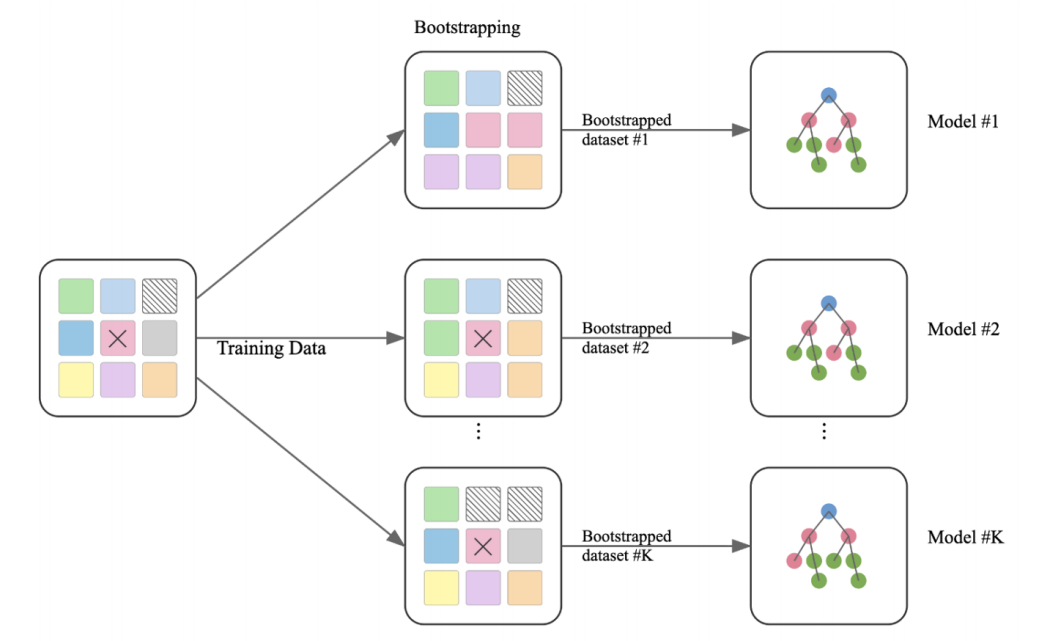 Bootstrapping
Bootstrapped
dataset #1
Model #1
Training Data
Bootstrapped
dataset #2
Model #2
Bootstrapped
dataset #K
Model #K